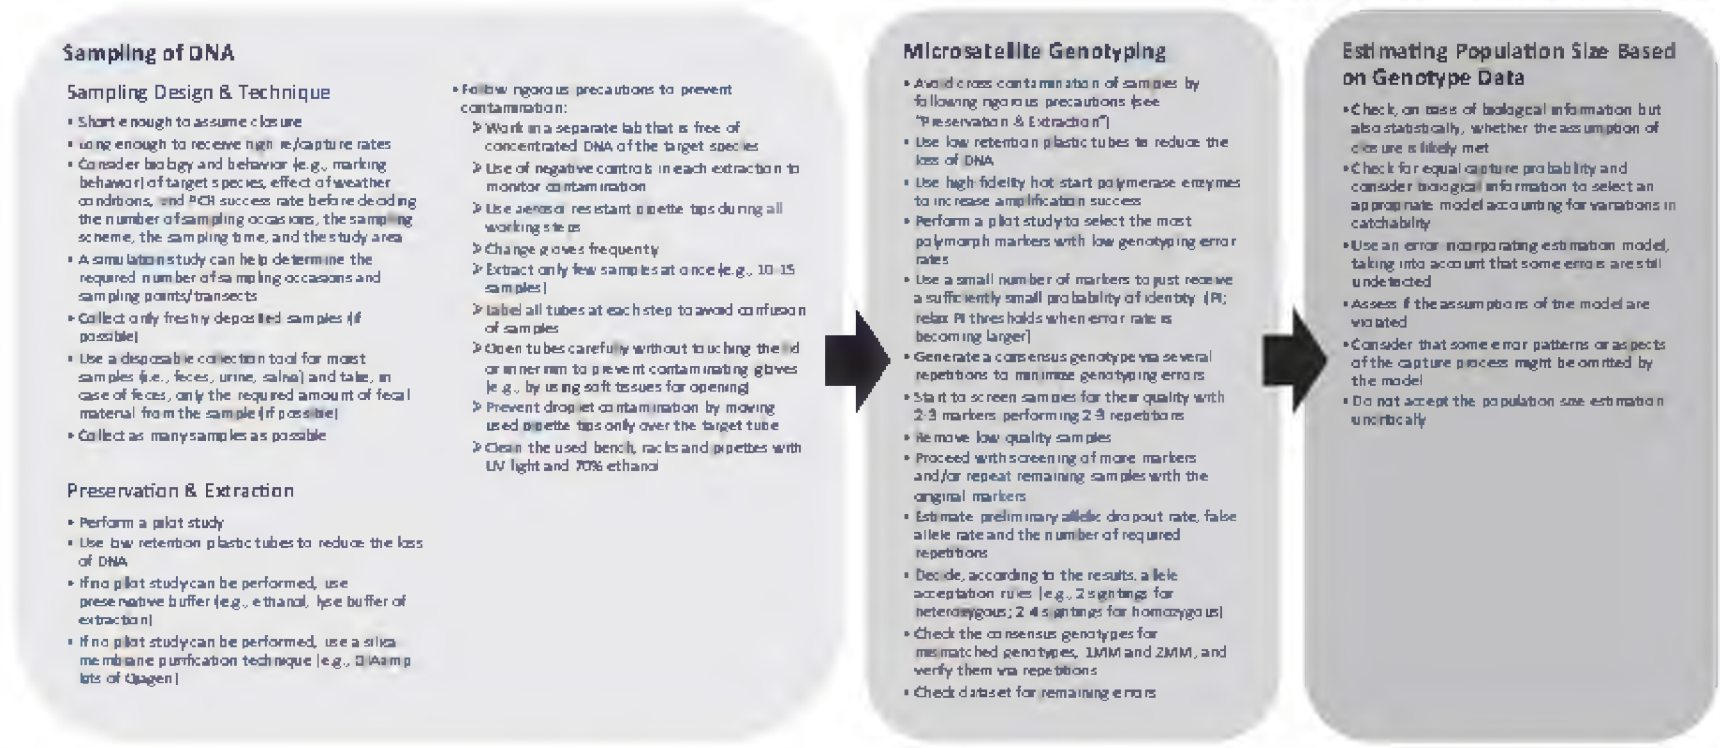 Sampling of DNA
Sampling Design & Technique
• Short enough to assume closure
• Long enough to receive high re/capture rates
• Consider biology and behavior (e.g., marking
behavior) of target species, effect of weather
conditions, and PCR success rate before deciding
the number of sampling occasions, the sampling
scheme, the sampling time, and the study area
• A simulation study can help determine the
required number of sampling occasions and
sampling points/transects
• Collect only freshly deposited samples (if
possible)
• Use a disposable collection tool for moist
samples (i.e., feces, urine, saliva) and take, in
case of feces, only the required amount of fecal
material from the sample (if possible)
• Collect as many samples as possible
Preservation & Extraction
• Perform a pilot study
• Use low retention plastic tubes to reduce the loss
of DNA
• If no pilot study can be performed, use
preservative buffer (e.g., ethanol, lyse buffer of
extraction)
• If no pilot study can be performed, use a silica
membrane purification technique (e.g., QIAamp
kits of Qiagen)
• Follow rigorous precautions to prevent
contamination:
➢ Work in a separate lab that is free of
concentrated DNA of the target species
➢ Use of negative controls in each extraction to
monitor contamination
➢ Use aerosol resistant pipette tips during all
working steps
➢ Change gloves frequently
➢ Extract only few samples at once (e.g., 10-15
samples)
➢ Label all tubes at each step to avoid confusion
of samples
➢ Open tubes carefully without touching the lid
or inner rim to prevent contaminating gloves
(e.g., by using soft tissues for opening)
➢ Prevent droplet contamination by moving
used pipette tips only over the target tube
➢ Clean the used bench, racks and pipettes with
UV light and 70% ethanol
Microsatellite Genotyping
• Avoid cross contamination of samples by
following rigorous precautions (see
"Preservation & Extraction")
• Use low retention plastic tubes to reduce the
loss of DNA
• Use high fidelity hot start polymerase enzymes
to increase amplification success
• Perform a pilot study to select the most
polymorph markers with low genotyping error
rates
• Use a small number of markers to just receive
a sufficiently small probability of identity (PI;
relax PI thresholds when error rate is
becoming larger)
• Generate a consensus genotype via several
repetitions to minimize genotyping errors
• Start to screen samples for their quality with
2-3 markers performing 2-3 repetitions
• Remove low quality samples
• Proceed with screening of more markers
and/or repeat remaining samples with the
original markers
• Estimate preliminary allelic dropout rate, false
allele rate and the number of required
repetitions
• Decide, according to the results, allele
acceptation rules (e.g., 2 sightings for
heterozygous; 2-4 sightings for homozygous)
• Check the consensus genotypes for
mismatched genotypes, 1MM and 2MM, and
verify them via repetitions
• Check dataset for remaining errors
Estimating Population Size Based
on Genotype Data
• Check, on basis of biological information but
also statistically, whether the assumption of
closure is likely met
• Check for equal capture probability and
consider biological information to select an
appropriate model accounting for variations in
catchability
• Use an error incorporating estimation model,
taking into account that some errors are still
undetected
• Assess if the assumptions of the model are
violated
• Consider that some error patterns or aspects
of the capture process might be omitted by
the model
• Do not accept the population size estimation
uncritically